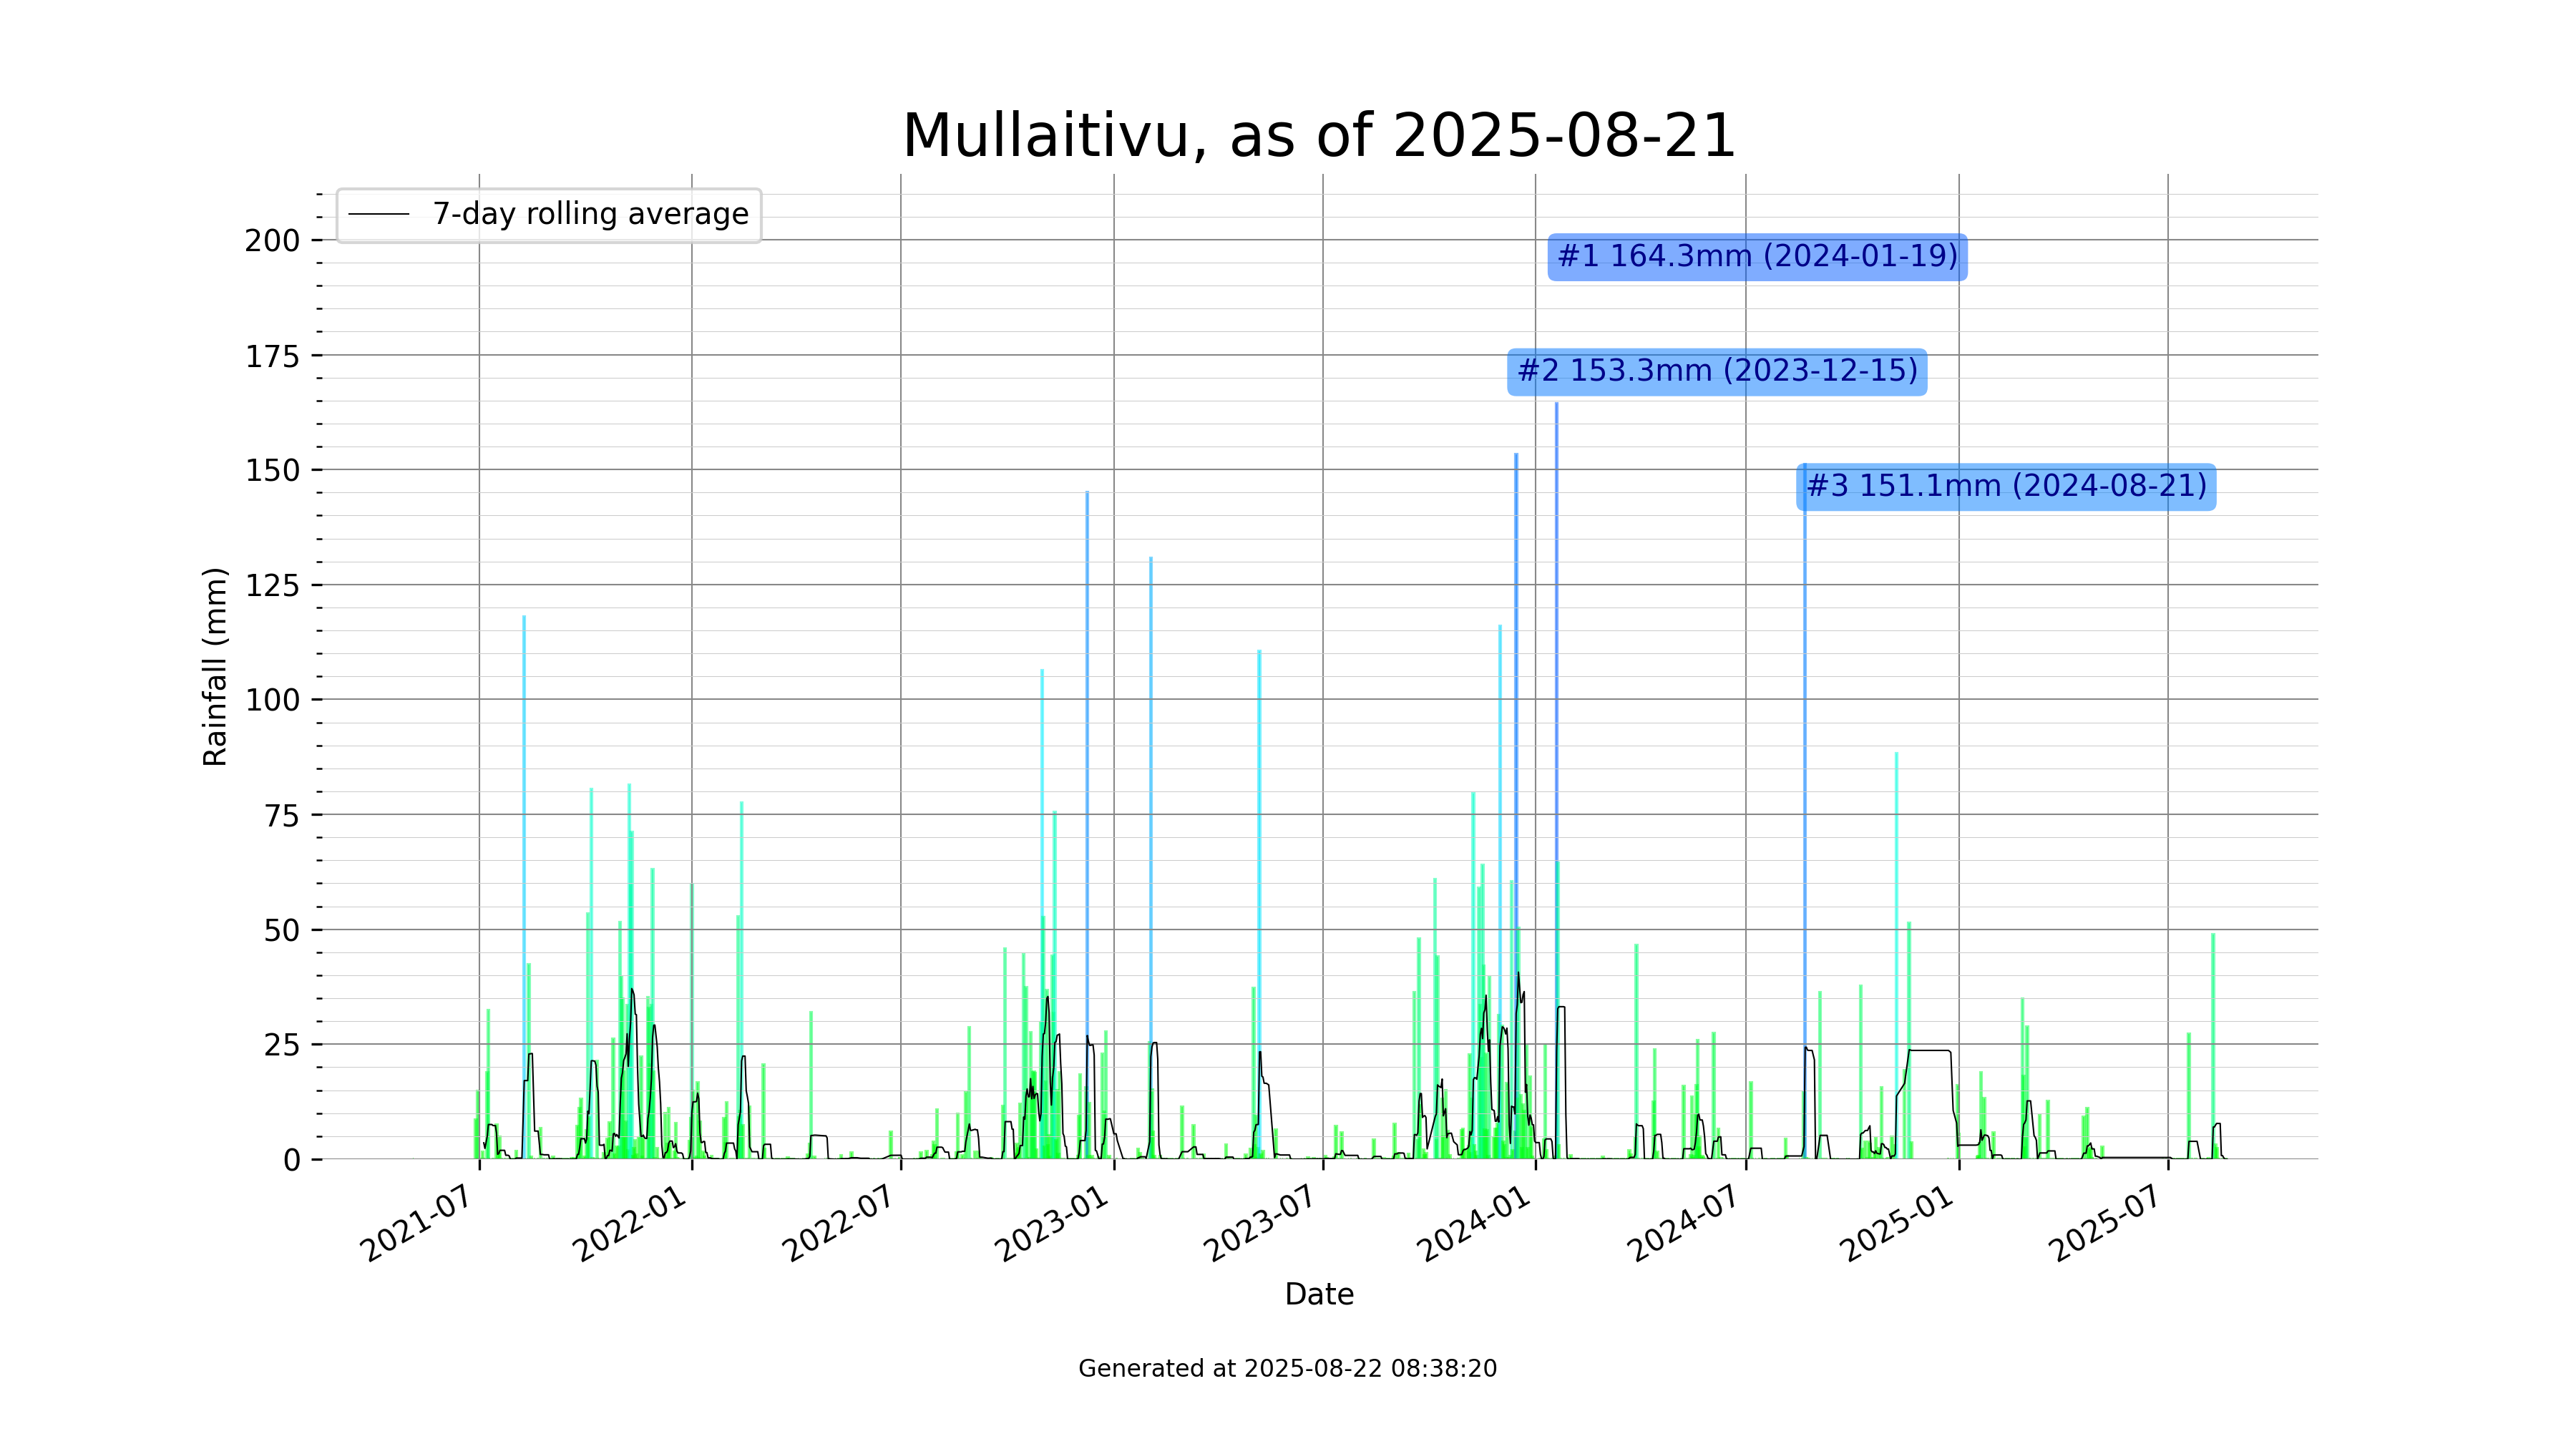 Mullaitivu, as of 2025-08-21
7-day rolling average
#1 164.3mm (2024-01-19)
#2 153.3mm (2023-12-15)
#3 151.1mm (2024-08-21)
200
175
150
125
100
75
50
25
0
Rainfall (mm)
2021-07
2022-01
2022-07
2023-01
2023-07
2024-01
2024-07
2025-01
2025-07
Date
Generated at 2025-08-22 08:38:20